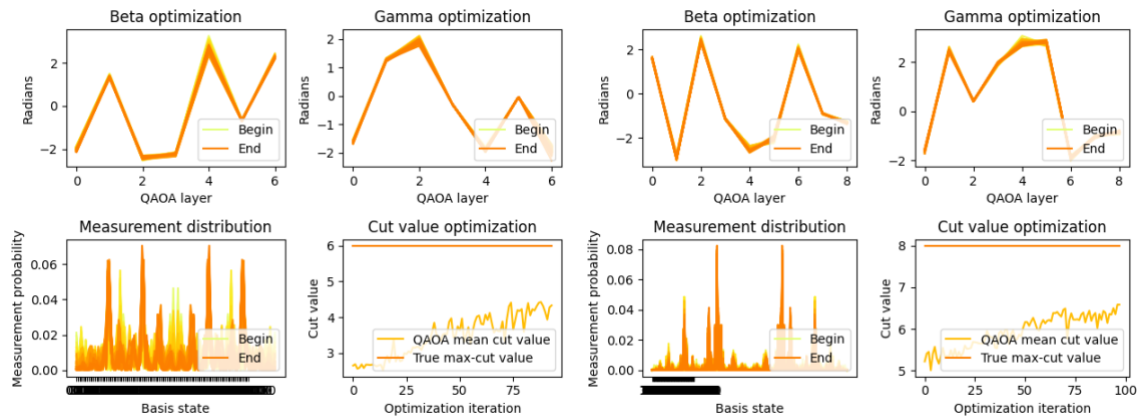 Beta optimization
Radians
2
0
−2
0 2 4 6
QAOA layer
Begin
End
Gamma optimization
Radians
2
1
0
−1
−2
0 2 4 6
QAOA layer
Begin
End
Beta optimization
Radians
2
0
−2
0 2 4 6 8
QAOA layer
Begin
End
Gamma optimization
Radians
2
0
−2
0 2 4 6 8
QAOA layer
Begin
End
Measurement distribution
Measurement probability
0.06
0.04
0.02
0.00
Basis state
Begin
End
Cut value optimization
Cut value
6
5
4
3
0 25 50 75
Optimization iteration
QAOA mean cut value
True max-cut value
Measurement distribution
Measurement probability
0.08
0.06
0.04
0.02
0.00
Basis state
Begin
End
Cut value optimization
Cut value
8
7
6
5
0 25 50 75 100
Optimization iteration
QAOA mean cut value
True max-cut value